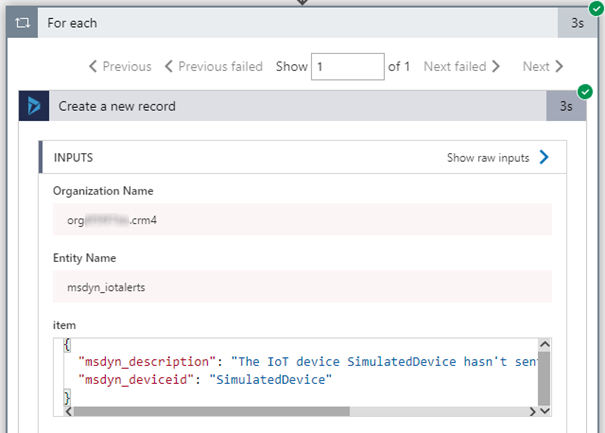 For each 3s
Previous Previous failed Show 1 of 1 Next failed Next
Create a new record 3s
INPUTS Show raw inputs
Organization Name
org .crm4
Entity Name
msdyn_iotalerts
item
{
"msdyn_description": "The IoT device SimulatedDevice hasn't sen
"msdyn_deviceid": "SimulatedDevice"
}